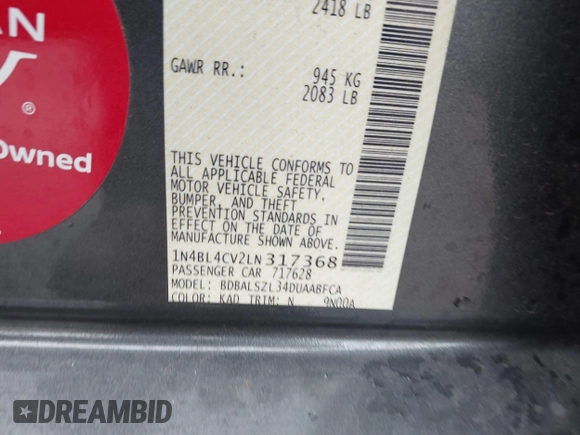 AN
®
Owned
2418 LB
GAWR RR.: 945 KG
2083 LB
THIS VEHICLE CONFORMS TO
ALL APPLICABLE FEDERAL
MOTOR VEHICLE SAFETY,
BUMPER, AND THEFT
PREVENTION STANDARDS IN
EFFECT ON THE DATE OF
MANUFACTURE SHOWN ABOVE.
1N4BL4CV2LN317368
PASSENGER CAR 717628
MODEL: BDBALSZL34DUAABFCA
COLOR: KAD TRIM: N 9N00A
DREAMBID